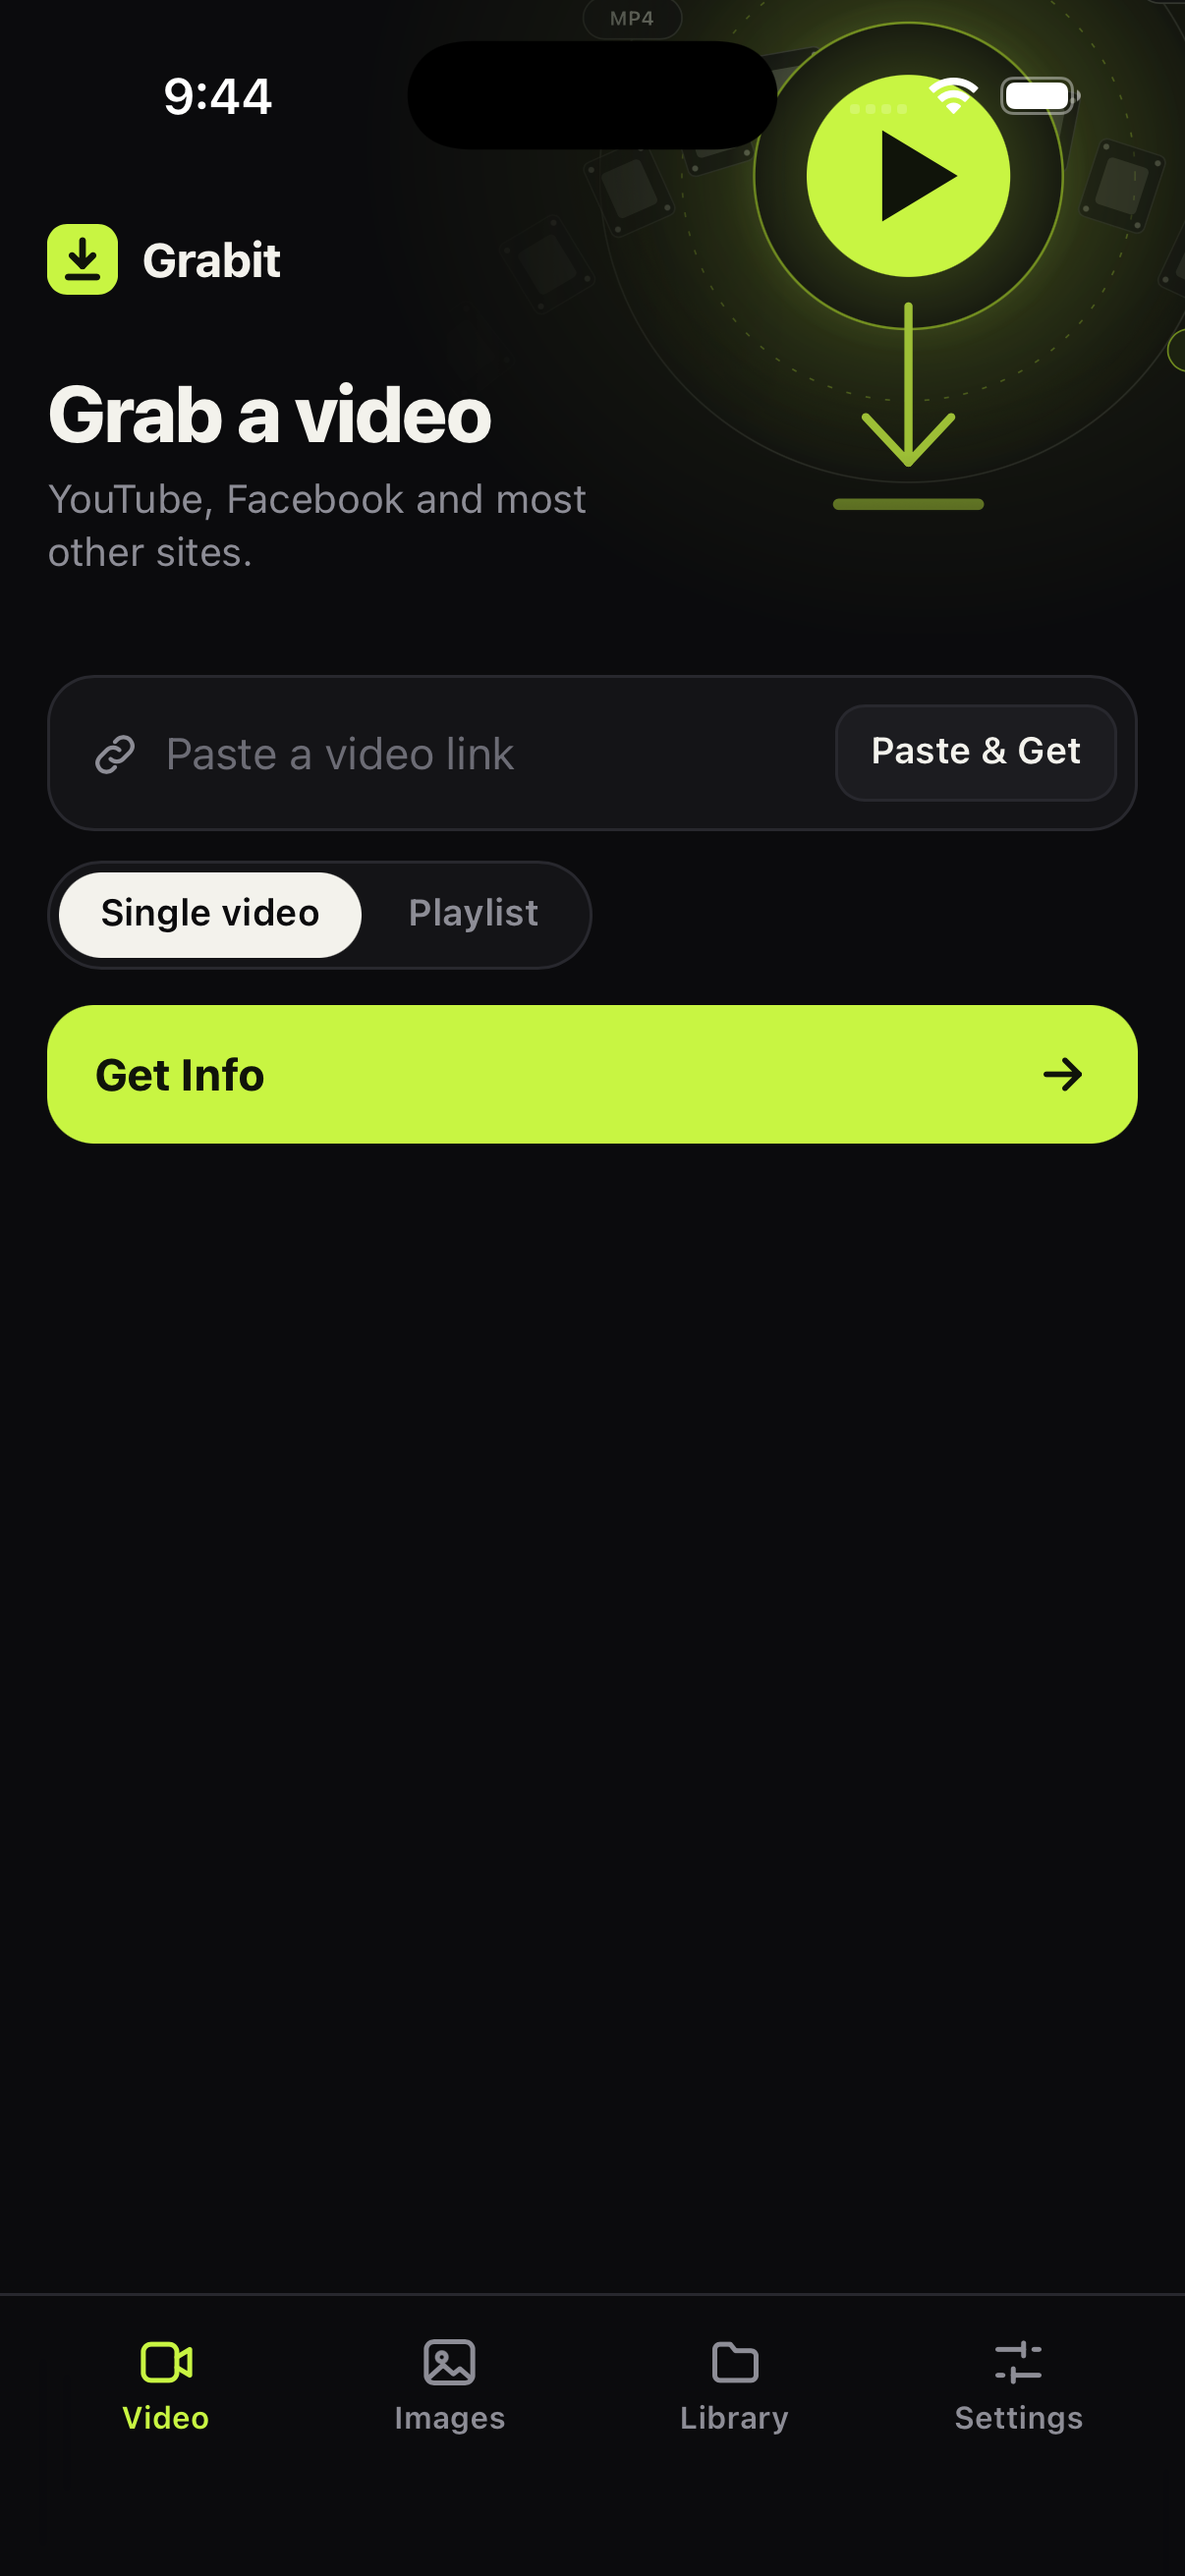 MP4
9:44
Grabit
Grab a video
YouTube, Facebook and most
other sites.
Paste a video link
Paste & Get
Single video
Playlist
Get Info
Video
Images
Library
Settings